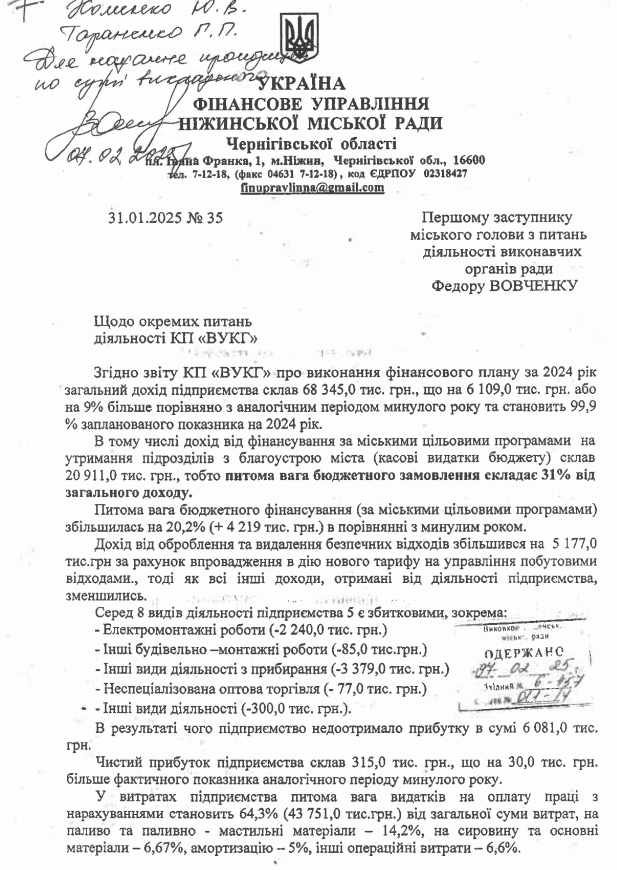 Тараненко П.П.
07.02.2025
УКРАЇНА
ФІНАНСОВЕ УПРАВЛІННЯ
НІЖИНСЬКОЇ МІСЬКОЇ РАДИ
Чернігівської області
пл. Івана Франка, 1, м.Ніжин, Чернігівської обл., 16600
тел. 7-12-18, (факс 04631 7-12-18), код ЄДРПОУ 02318427
finupravlinna@gmail.com
31.01.2025 № 35
Першому заступнику
міського голови з питань
діяльності виконавчих
органів ради
Федору ВОВЧЕНКУ
Щодо окремих питань
діяльності КП «ВУКГ»
Згідно звіту КП «ВУКГ» про виконання фінансового плану за 2024 рік
загальний дохід підприємства склав 68 345,0 тис. грн., що на 6 109,0 тис. грн. або
на 9% більше порівняно з аналогічним періодом минулого року та становить 99,9
% запланованого показника на 2024 рік.
В тому числі дохід від фінансування за міськими цільовими програмами на
утримання підрозділів з благоустрою міста (касові видатки бюджету) склав
20 911,0 тис. грн., тобто питома вага бюджетного замовлення складає 31% від
загального доходу.
Питома вага бюджетного фінансування (за міськими цільовими програмами)
збільшилась на 20,2% (+ 4 219 тис. грн.) в порівнянні з минулим роком.
Дохід від оброблення та видалення безпечних відходів збільшився на 5 177,0
тис.грн за рахунок впровадження в дію нового тарифу на управління побутовими
відходами., тоді як всі інші доходи, отримані від діяльності підприємства,
зменшились.
Серед 8 видів діяльності підприємства 5 є збитковими, зокрема:
- Електромонтажні роботи (-2 240,0 тис. грн.)
- Інші будівельно –монтажні роботи (-85,0 тис.грн.)
- Інші види діяльності з прибирання (-3 379,0 тис. грн.)
- Неспеціалізована оптова торгівля (- 77,0 тис. грн.)
- Інші види діяльності (-300,0 тис. грн.).
ОДЕРЖАНО
07 02 25
В результаті чого підприємство недоотримало прибутку в сумі 6 081,0 тис.
грн.
Чистий прибуток підприємства склав 315,0 тис. грн., що на 30,0 тис. грн.
більше фактичного показника аналогічного періоду минулого року.
У витратах підприємства питома вага видатків на оплату праці з
нарахуваннями становить 64,3% (43 751,0 тис.грн.) від загальної суми витрат, на
паливо та паливно - мастильні матеріали – 14,2%, на сировину та основні
матеріали – 6,67%, амортизацію – 5%, інші операційні витрати – 6,6%.